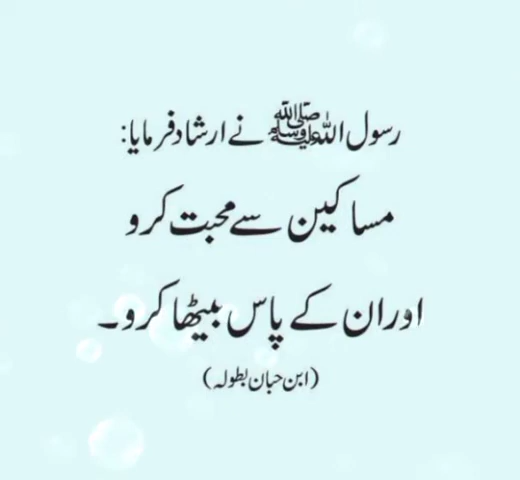 رسول اللہ ﷺ نے ارشاد فرمایا:
مساکین سے محبت کرو
اور ان کے پاس بیٹھا کرو۔
(ابن حبان بطولہ)